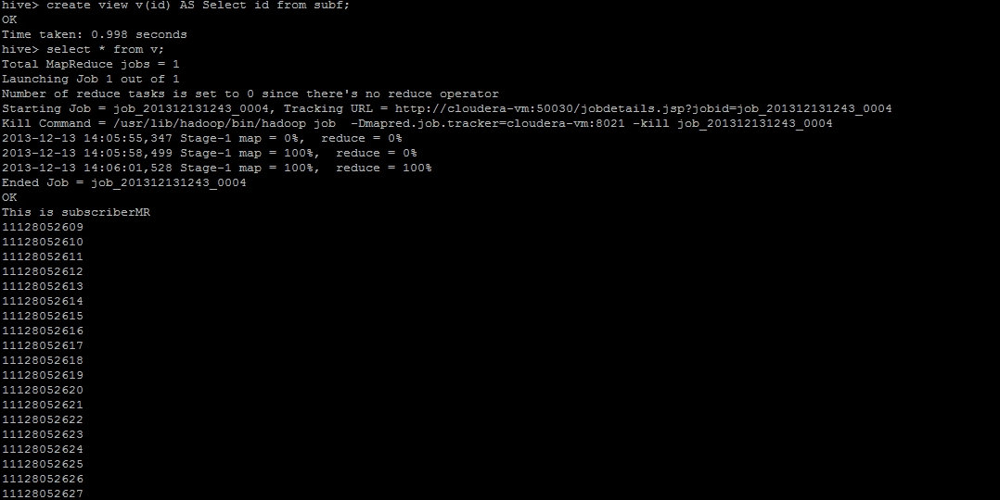 hive> create view v(id) AS Select id from subf;
OK
Time taken: 0.998 seconds
hive> select * from v;
Total MapReduce jobs = 1
Launching Job 1 out of 1
Number of reduce tasks is set to 0 since there's no reduce operator
Starting Job = job_201312131243_0004, Tracking URL = http://cloudera-vm:50030/jobdetails.jsp?jobid=job_201312131243_0004
Kill Command = /usr/lib/hadoop/bin/hadoop job  -Dmapred.job.tracker=cloudera-vm:8021 -kill job_201312131243_0004
2013-12-13 14:05:55,347 Stage-1 map = 0%,  reduce = 0%
2013-12-13 14:05:58,499 Stage-1 map = 100%,  reduce = 0%
2013-12-13 14:06:01,528 Stage-1 map = 100%,  reduce = 100%
Ended Job = job_201312131243_0004
OK
This is subscriberMR
11128052609
11128052610
11128052611
11128052612
11128052613
11128052614
11128052615
11128052616
11128052617
11128052618
11128052619
11128052620
11128052621
11128052622
11128052623
11128052624
11128052625
11128052626
11128052627